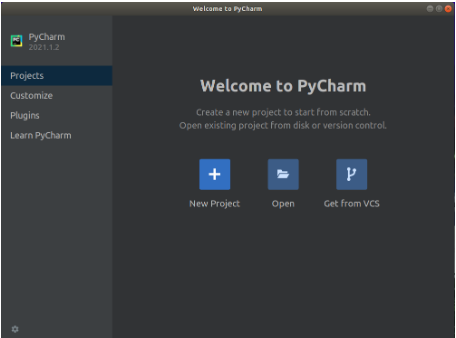 Welcome to PyCharm
PyCharm
2021.1.2
Projects
Customize
Plugins
Learn PyCharm
Welcome to PyCharm
Create a new project to start from scratch.
Open existing project from disk or version control.
New Project
Open
Get from VCS